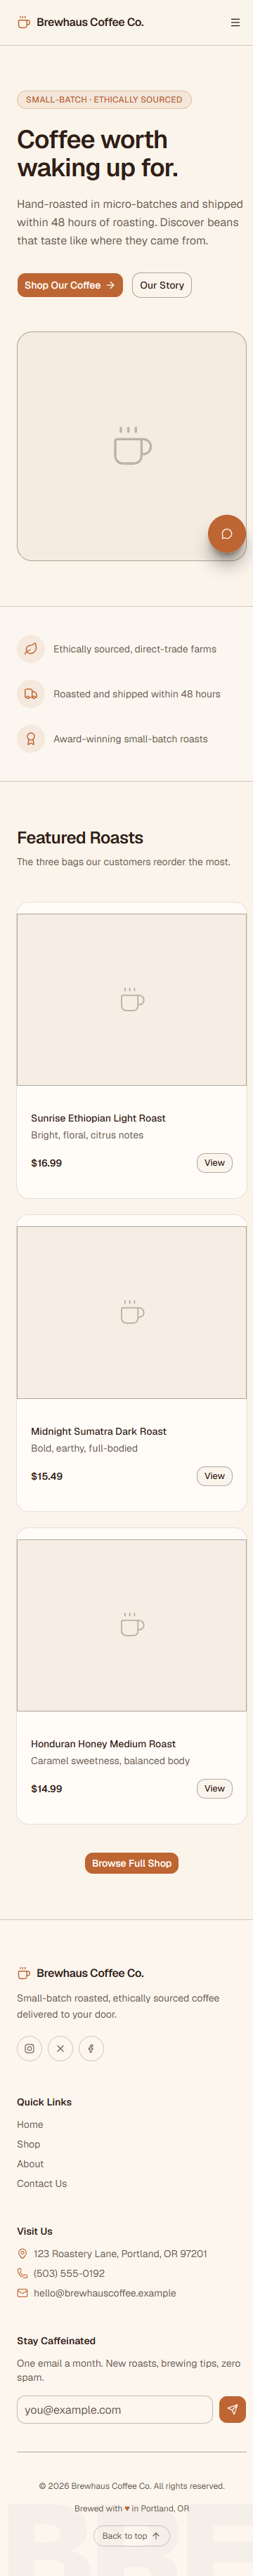 Brewhaus Coffee Co.
SMALL-BATCH · ETHICALLY SOURCED
Coffee worth
waking up for.
Hand-roasted in micro-batches and shipped
within 48 hours of roasting. Discover beans
that taste like where they came from.
Shop Our Coffee
Our Story
Ethically sourced, direct-trade farms
Roasted and shipped within 48 hours
Award-winning small-batch roasts
Featured Roasts
The three bags our customers reorder the most.
Sunrise Ethiopian Light Roast
Bright, floral, citrus notes
$16.99
View
Midnight Sumatra Dark Roast
Bold, earthy, full-bodied
$15.49
View
Honduran Honey Medium Roast
Caramel sweetness, balanced body
$14.99
View
Browse Full Shop
Brewhaus Coffee Co.
Small-batch roasted, ethically sourced coffee
delivered to your door.
Quick Links
Home
Shop
About
Contact Us
Visit Us
123 Roastery Lane, Portland, OR 97201
(503) 555-0192
hello@brewhauscoffee.example
Stay Caffeinated
One email a month. New roasts, brewing tips, zero
spam.
you@example.com
© 2026 Brewhaus Coffee Co. All rights reserved.
Brewed with ♥ in Portland, OR
Back to top